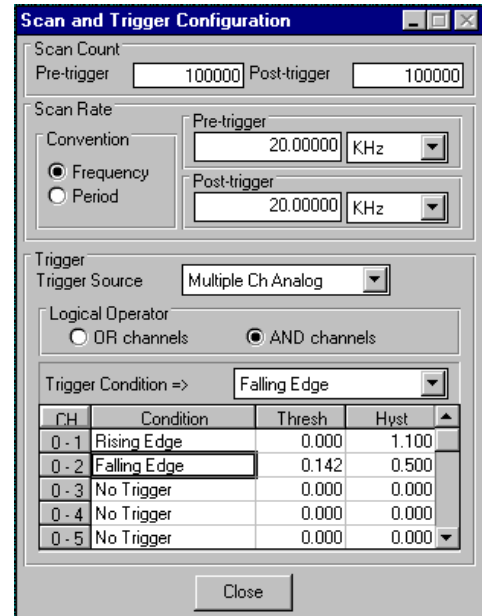 Scan and Trigger Configuration
Scan Count
Pre-trigger 100000 Post-trigger 100000
Scan Rate
Convention
Frequency
Period
Pre-trigger
20.00000 KHz
Post-trigger
20.00000 KHz
Trigger
Trigger Source Multiple Ch Analog
Logical Operator
OR channels AND channels
Trigger Condition => Falling Edge
CH Condition Thresh Hyst
0 - 1 Rising Edge 0.000 1.100
0 - 2 Falling Edge 0.142 0.500
0 - 3 No Trigger 0.000 0.000
0 - 4 No Trigger 0.000 0.000
0 - 5 No Trigger 0.000 0.000
Close